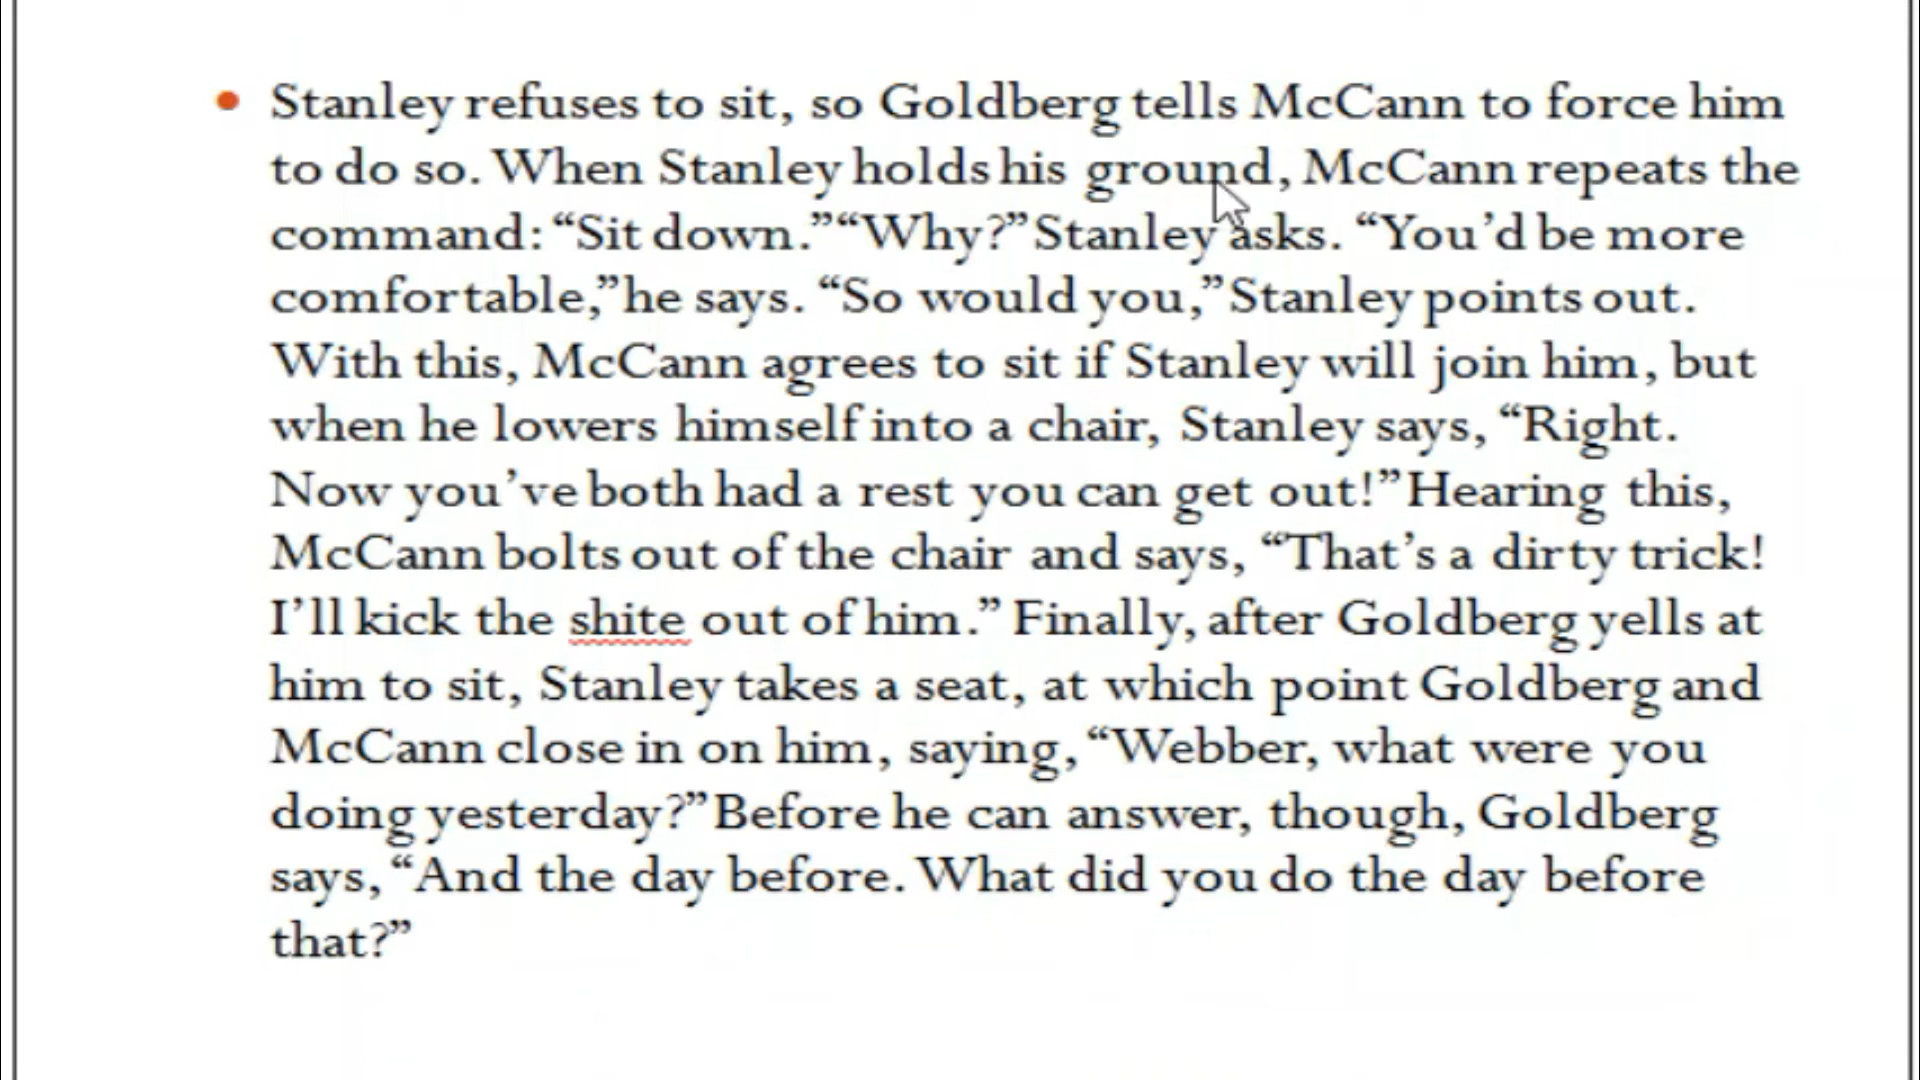 • Stanley refuses to sit, so Goldberg tells McCann to force him
to do so. When Stanley holds his ground, McCann repeats the
command: “Sit down.” “Why?” Stanley asks. “You’d be more
comfortable,” he says. “So would you,” Stanley points out.
With this, McCann agrees to sit if Stanley will join him, but
when he lowers himself into a chair, Stanley says, “Right.
Now you’ve both had a rest you can get out!” Hearing this,
McCann bolts out of the chair and says, “That’s a dirty trick!
I’ll kick the shite out of him.” Finally, after Goldberg yells at
him to sit, Stanley takes a seat, at which point Goldberg and
McCann close in on him, saying, “Webber, what were you
doing yesterday?” Before he can answer, though, Goldberg
says, “And the day before. What did you do the day before
that?”